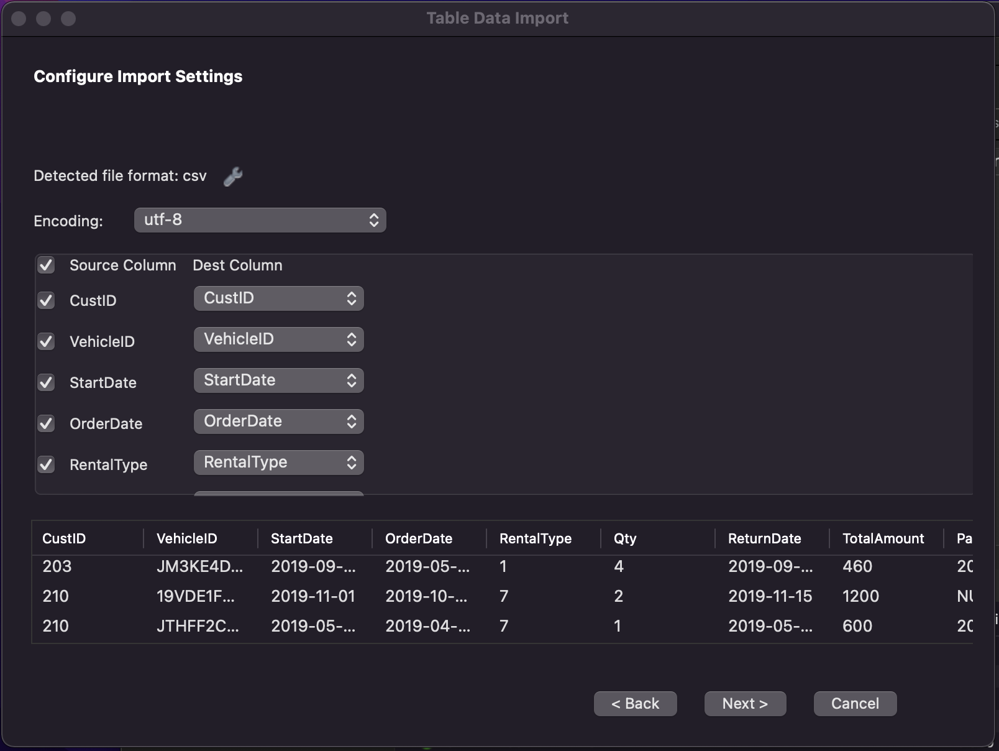 Table Data Import
Configure Import Settings
Detected file format: csv
Encoding: utf-8
Source Column Dest Column
CustID CustID
VehicleID VehicleID
StartDate StartDate
OrderDate OrderDate
RentalType RentalType
CustID VehicleID StartDate OrderDate RentalType Qty ReturnDate TotalAmount Pa
203 JM3KE4D... 2019-09-... 2019-05-... 1 4 2019-09-... 460 20
210 19VDE1F... 2019-11-01 2019-10-... 7 2 2019-11-15 1200 NU
210 JTHFF2C... 2019-05-... 2019-04-... 7 1 2019-05-... 600 20
< Back Next > Cancel